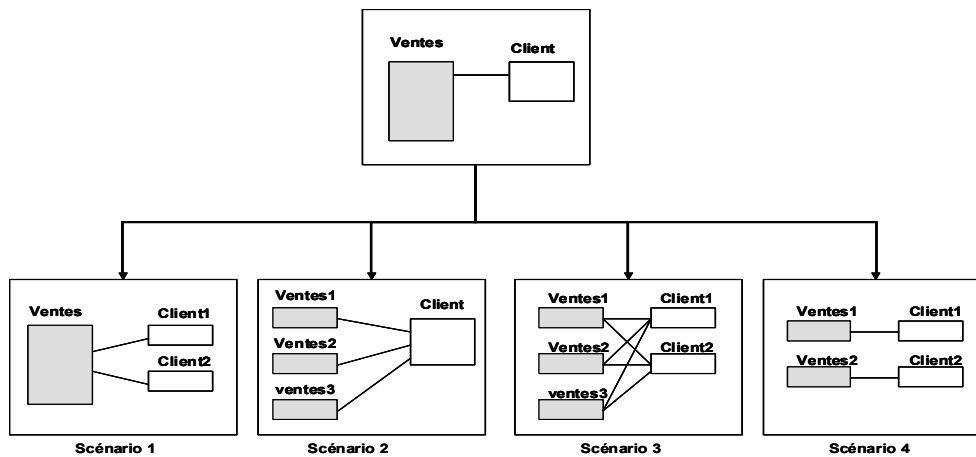 Ventes
Client
Ventes
Client1
Client2
Scénario 1
Ventes1
Ventes2
ventes3
Client
Scénario 2
Ventes1
Ventes2
ventes3
Client1
Client2
Scénario 3
Ventes1
Client1
Ventes2
Client2
Scénario 4